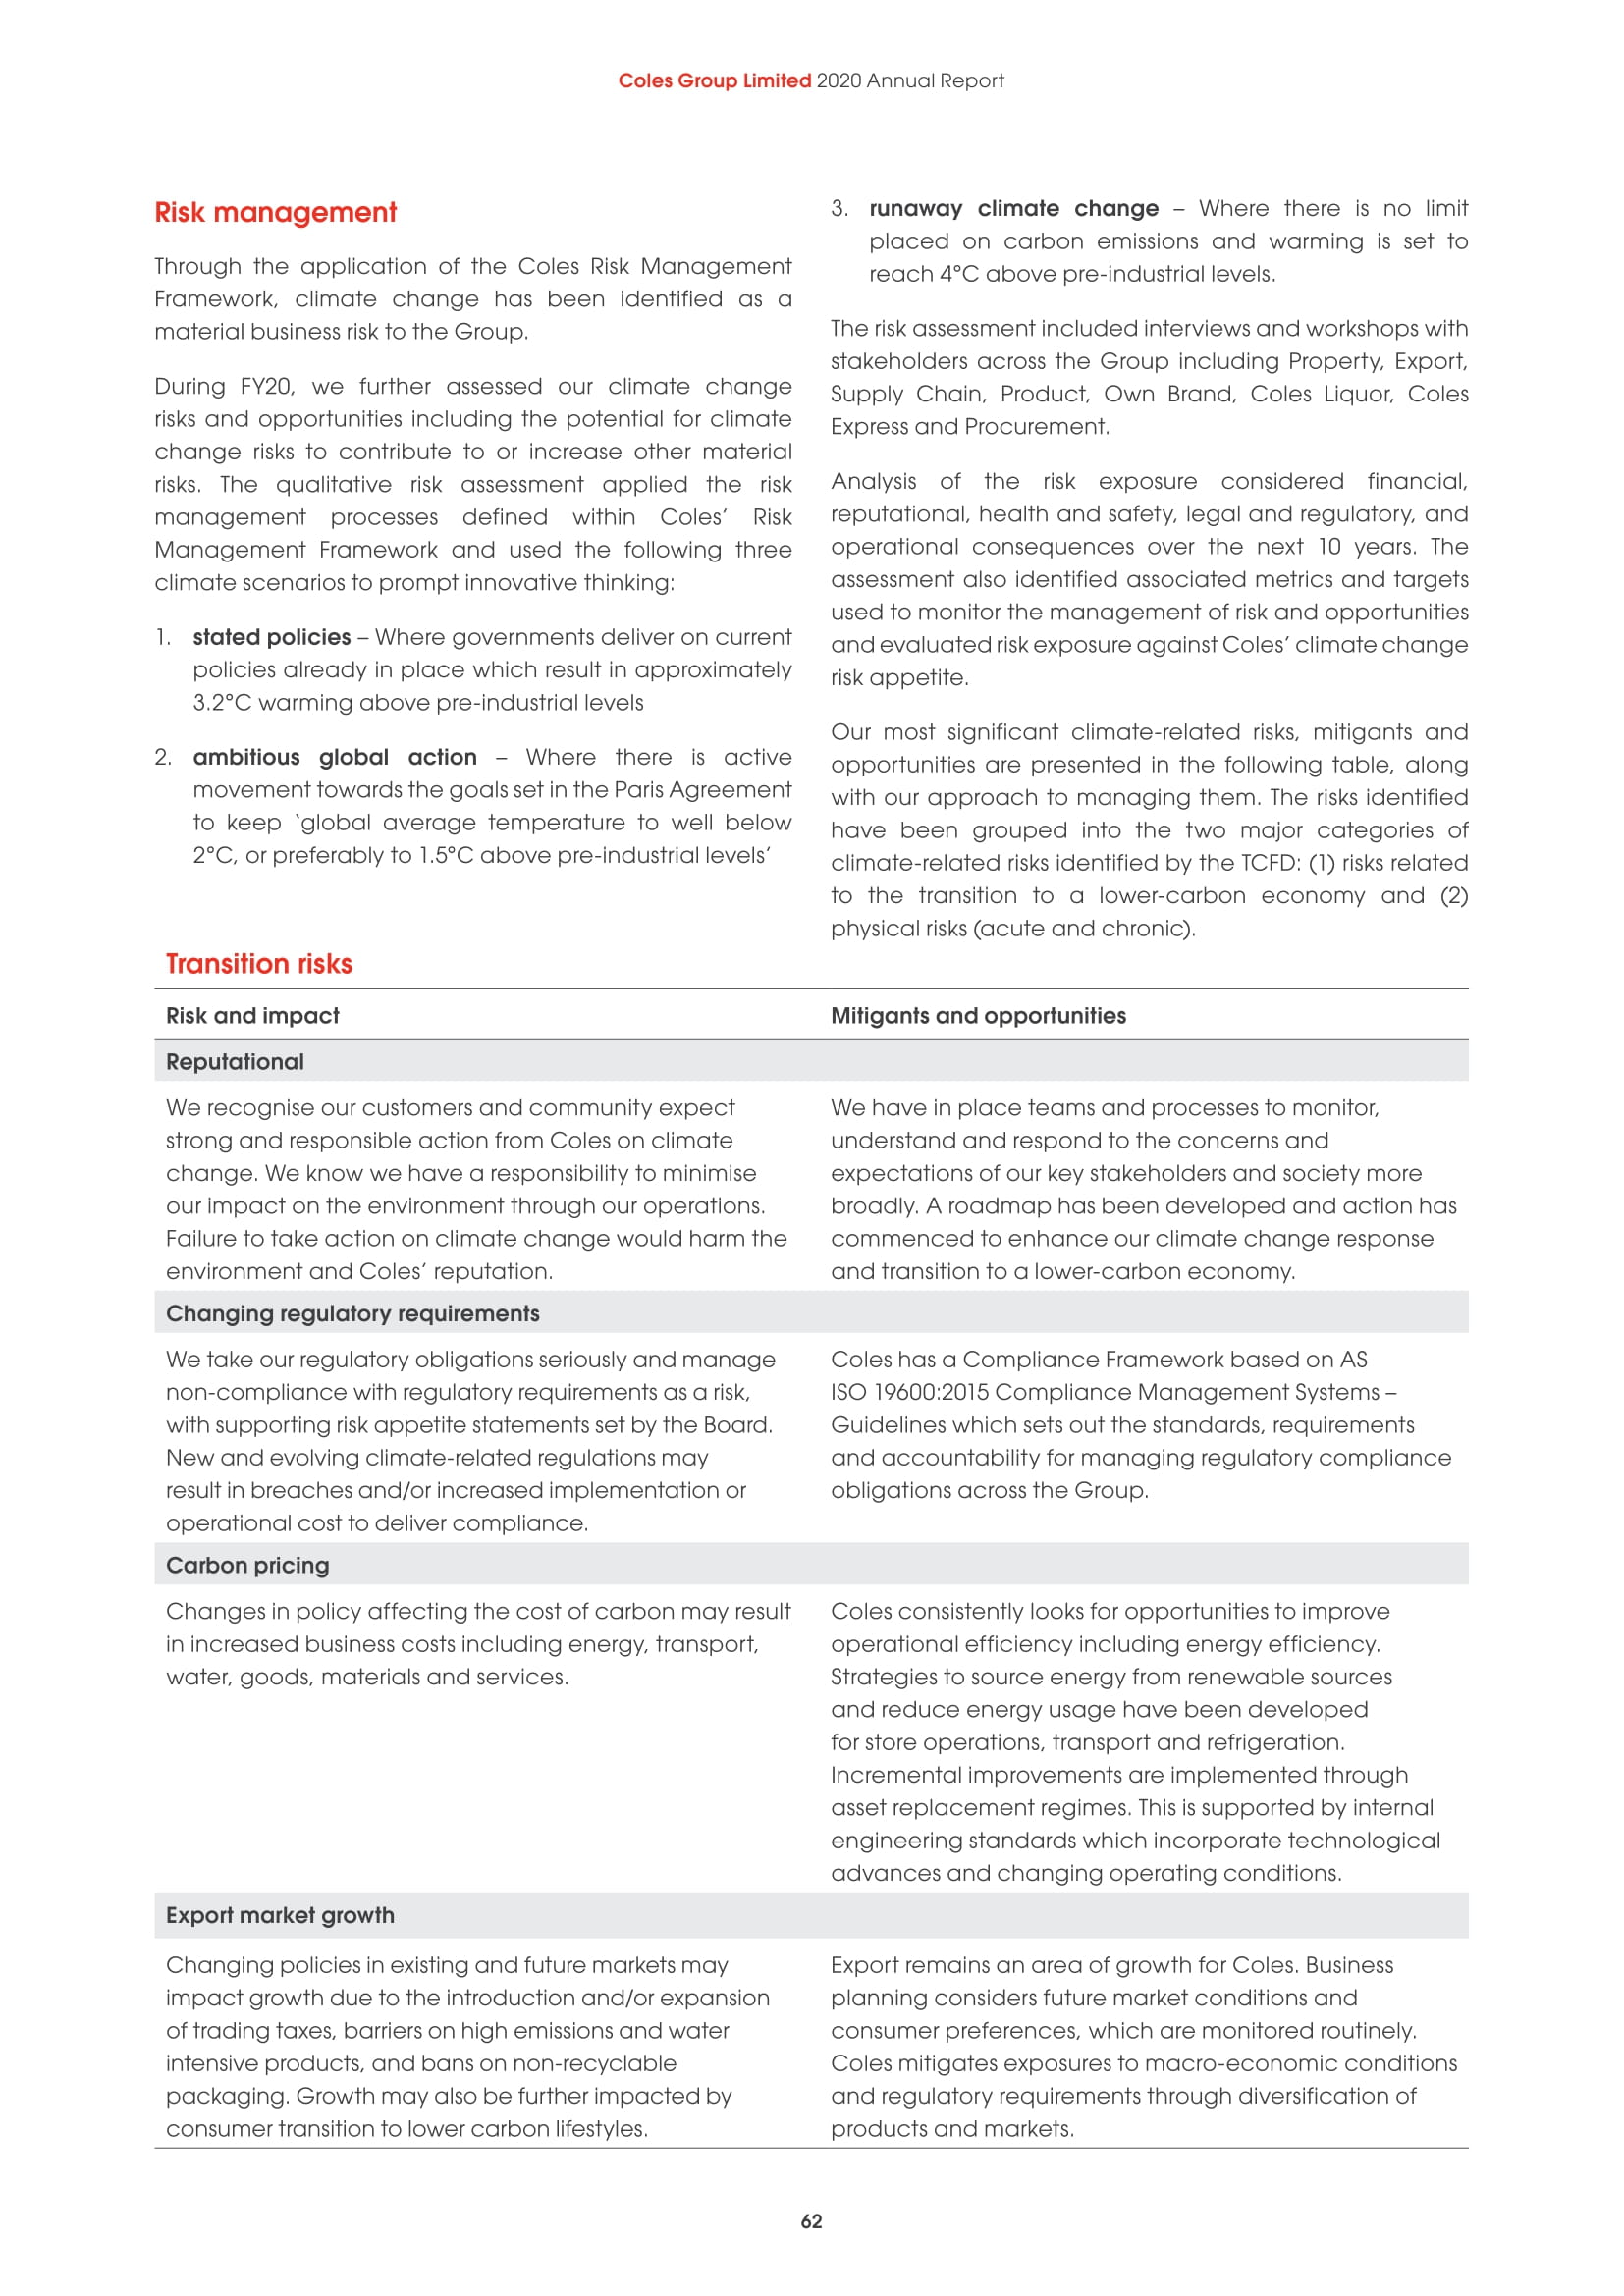 Coles Group Limited 2020 Annual Report
Risk management
Through the application of the Coles Risk Management
Framework, climate change has been identified as a
material business risk to the Group.
During FY20, we further assessed our climate change
risks and opportunities including the potential for climate
change risks to contribute to or increase other material
risks. The qualitative risk assessment applied the risk
management processes defined within Coles’ Risk
Management Framework and used the following three
climate scenarios to prompt innovative thinking:
1. stated policies – Where governments deliver on current
policies already in place which result in approximately
3.2°C warming above pre-industrial levels
2. ambitious global action – Where there is active
movement towards the goals set in the Paris Agreement
to keep ‘global average temperature to well below
2°C, or preferably to 1.5°C above pre-industrial levels’
3. runaway climate change – Where there is no limit
placed on carbon emissions and warming is set to
reach 4°C above pre-industrial levels.
The risk assessment included interviews and workshops with
stakeholders across the Group including Property, Export,
Supply Chain, Product, Own Brand, Coles Liquor, Coles
Express and Procurement.
Analysis of the risk exposure considered financial,
reputational, health and safety, legal and regulatory, and
operational consequences over the next 10 years. The
assessment also identified associated metrics and targets
used to monitor the management of risk and opportunities
and evaluated risk exposure against Coles’ climate change
risk appetite.
Our most significant climate-related risks, mitigants and
opportunities are presented in the following table, along
with our approach to managing them. The risks identified
have been grouped into the two major categories of
climate-related risks identified by the TCFD: (1) risks related
to the transition to a lower-carbon economy and (2)
physical risks (acute and chronic).
Transition risks
Risk and impact
Mitigants and opportunities
Reputational
We recognise our customers and community expect
strong and responsible action from Coles on climate
change. We know we have a responsibility to minimise
our impact on the environment through our operations.
Failure to take action on climate change would harm the
environment and Coles’ reputation.
We have in place teams and processes to monitor,
understand and respond to the concerns and
expectations of our key stakeholders and society more
broadly. A roadmap has been developed and action has
commenced to enhance our climate change response
and transition to a lower-carbon economy.
Changing regulatory requirements
We take our regulatory obligations seriously and manage
non-compliance with regulatory requirements as a risk,
with supporting risk appetite statements set by the Board.
New and evolving climate-related regulations may
result in breaches and/or increased implementation or
operational cost to deliver compliance.
Coles has a Compliance Framework based on AS
ISO 19600:2015 Compliance Management Systems –
Guidelines which sets out the standards, requirements
and accountability for managing regulatory compliance
obligations across the Group.
Carbon pricing
Changes in policy affecting the cost of carbon may result
in increased business costs including energy, transport,
water, goods, materials and services.
Coles consistently looks for opportunities to improve
operational efficiency including energy efficiency.
Strategies to source energy from renewable sources
and reduce energy usage have been developed
for store operations, transport and refrigeration.
Incremental improvements are implemented through
asset replacement regimes. This is supported by internal
engineering standards which incorporate technological
advances and changing operating conditions.
Export market growth
Changing policies in existing and future markets may
impact growth due to the introduction and/or expansion
of trading taxes, barriers on high emissions and water
intensive products, and bans on non-recyclable
packaging. Growth may also be further impacted by
consumer transition to lower carbon lifestyles.
Export remains an area of growth for Coles. Business
planning considers future market conditions and
consumer preferences, which are monitored routinely.
Coles mitigates exposures to macro-economic conditions
and regulatory requirements through diversification of
products and markets.
62